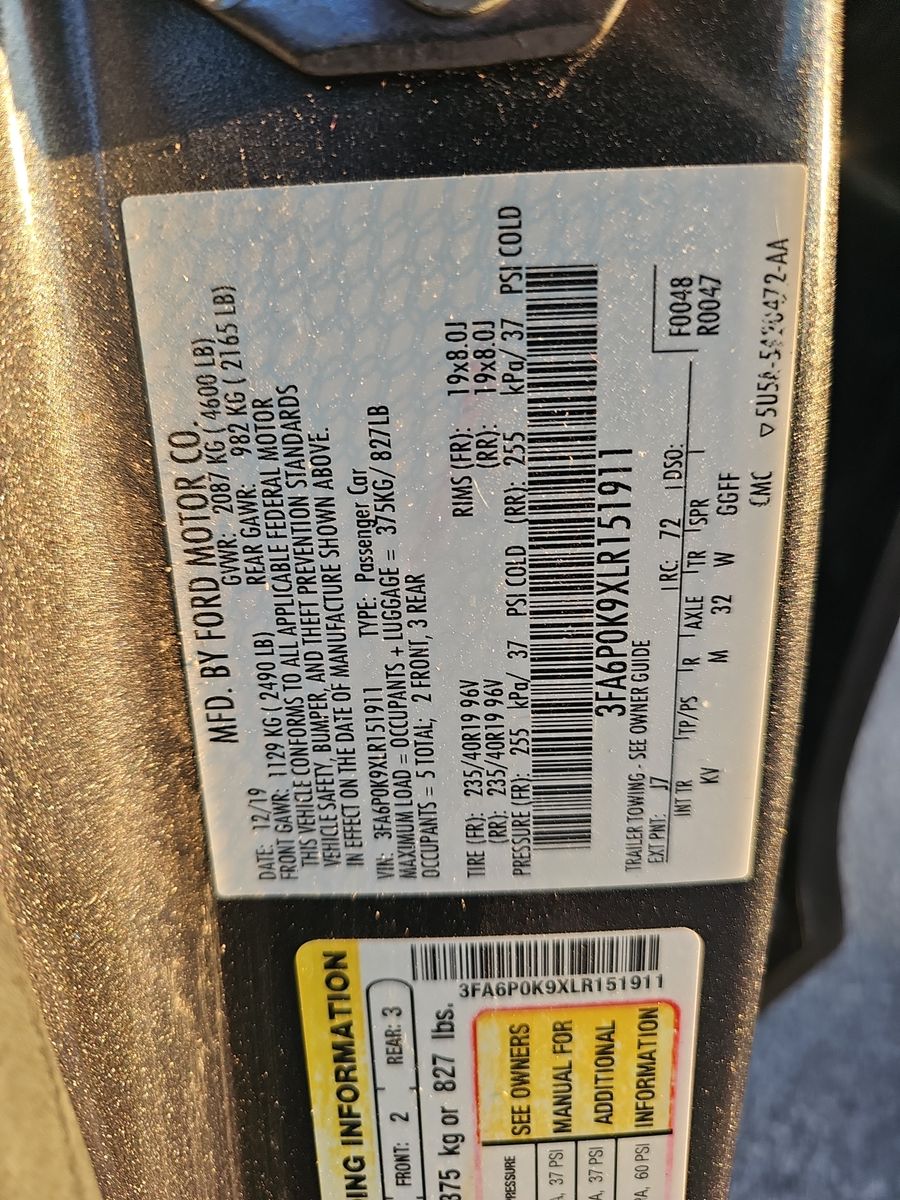 MFD. BY FORD MOTOR CO.
DATE: 12/19 GVWR: 2087 KG ( 4600 LB)
FRONT GAWR: 1129 KG ( 2490 LB) REAR GAWR: 982 KG ( 2165 LB)
THIS VEHICLE CONFORMS TO ALL APPLICABLE FEDERAL MOTOR
VEHICLE SAFETY, BUMPER, AND THEFT PREVENTION STANDARDS
IN EFFECT ON THE DATE OF MANUFACTURE SHOWN ABOVE.
VIN: 3FA6P0K9XLR151911 TYPE: Passenger Car
MAXIMUM LOAD = OCCUPANTS + LUGGAGE = 375KG/ 827LB
OCCUPANTS = 5 TOTAL; 2 FRONT, 3 REAR
TIRE (FR): 235/40R19 96V RIMS (FR): 19x8.0J
(RR): 235/40R19 96V (RR): 19x8.0J
PRESSURE (FR): 255 kPa/ 37 PSI COLD (RR): 255 kPa/ 37 PSI COLD
3FA6P0K9XLR151911
TRAILER TOWING - SEE OWNER GUIDE
EXT PNT: J7 RC: 72 DSO: F0048
R0047
INT TR TP/PS R AXLE TR SPR
KV M 32 W GGFF
CMC
INFORMATION
FRONT: 2 REAR: 3
375 kg or 827 lbs.
3FA6P0K9XLR151911
SEE OWNERS
MANUAL FOR
ADDITIONAL
INFORMATION
37 PSI
37 PSI
60 PSI